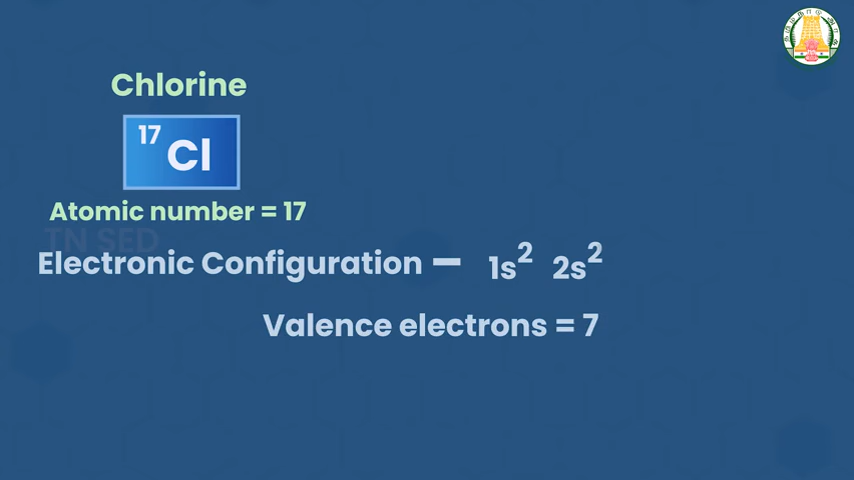 Chlorine
17 Cl
Atomic number = 17
TN SED
Electronic Configuration – 1s² 2s²
Valence electrons = 7